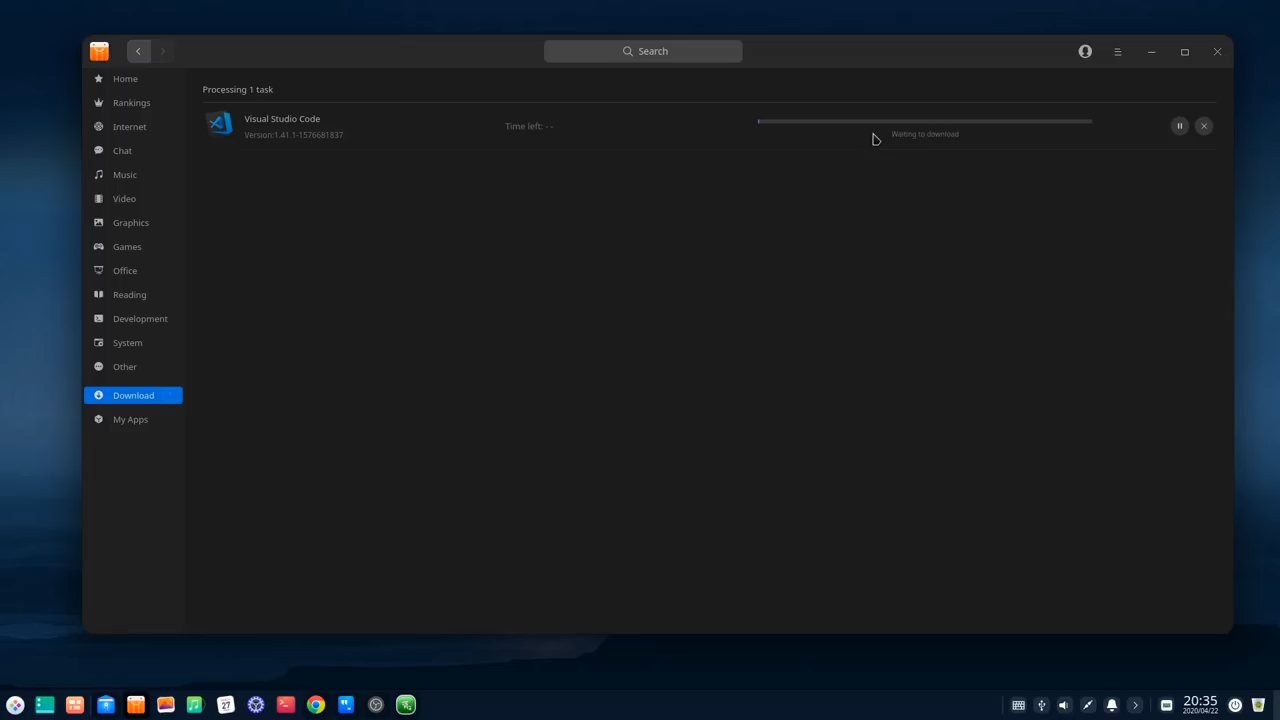 Search
Home
Rankings
Internet
Chat
Music
Video
Graphics
Games
Office
Reading
Development
System
Other
Download
My Apps
Processing 1 task
Visual Studio Code
Version:1.41.1-1576681837
Time left: - -
Waiting to download
27
20:35
2020/04/22